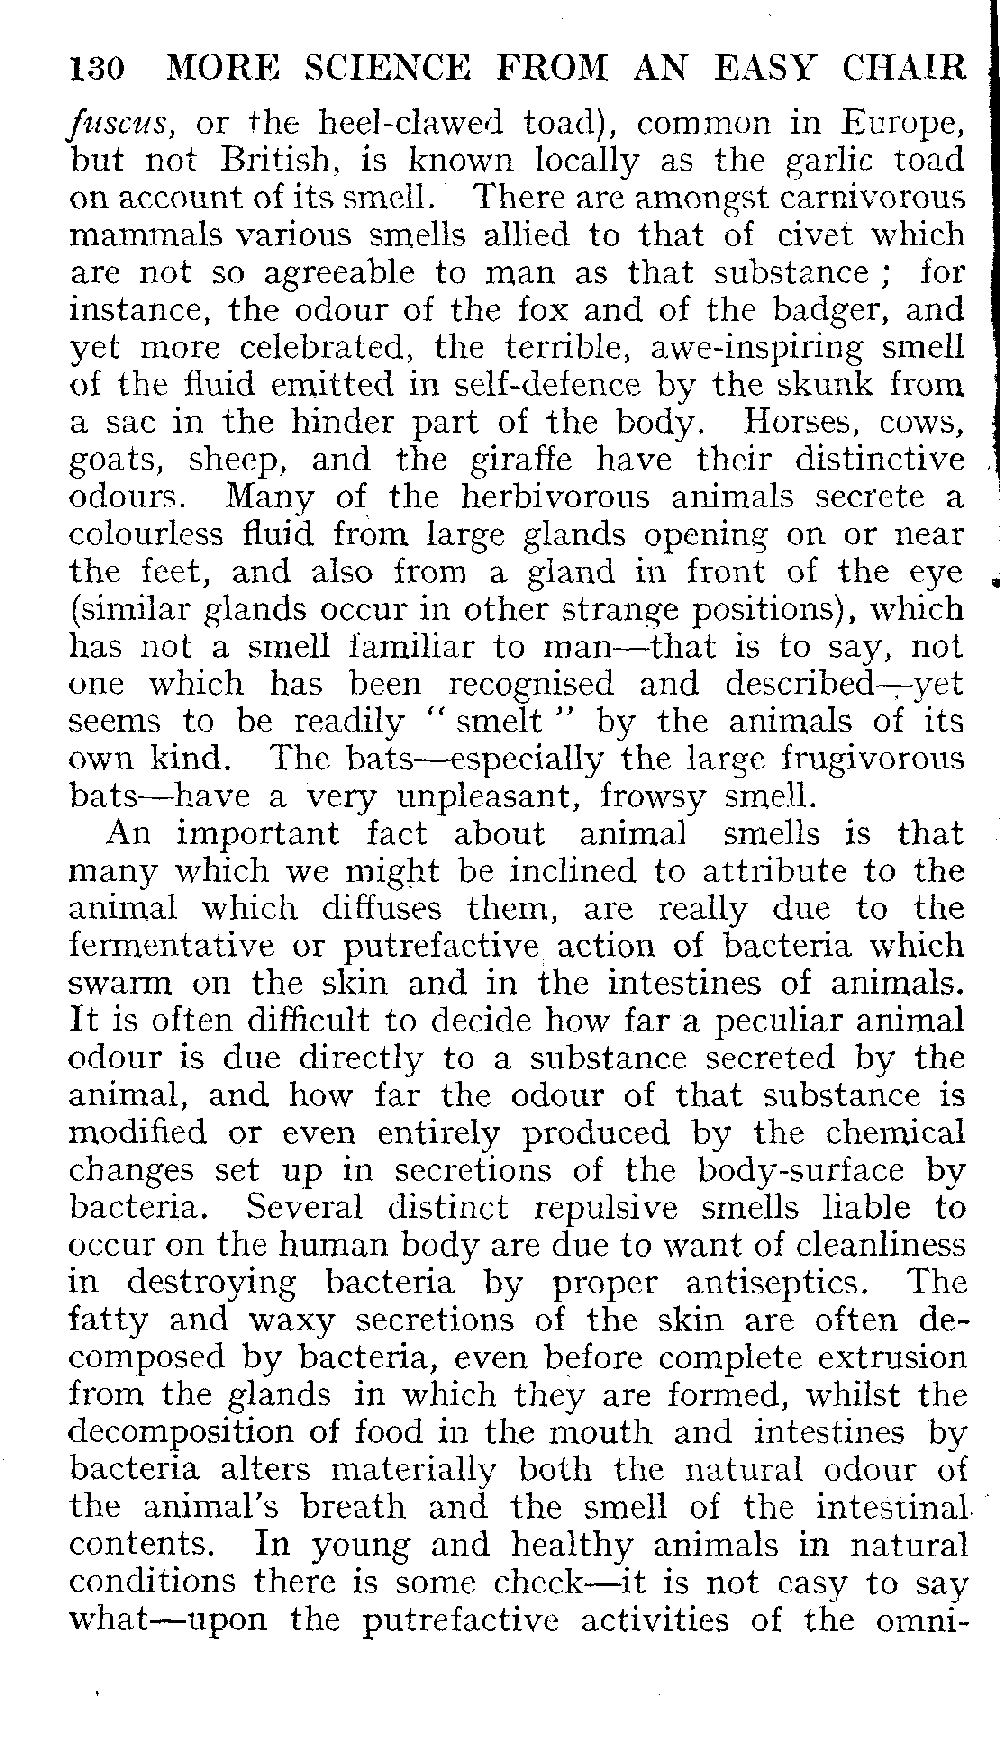 130 MORE SCIENCE FROM AN EASY CHAIR
fuscus, or the heel-clawed toad), common in Europe,
but not British, is known locally as the garlic toad
on account of its smell. There are amongst carnivorous
mammals various smells allied to that of civet which
are not so agreeable to man as that substance ; for
instance, the odour of the fox and of the badger, and
yet more celebrated, the terrible, awe-inspiring smell
of the fluid emitted in self-defence by the skunk from
a sac in the hinder part of the body. Horses, cows,
goats, sheep, and the giraffe have their distinctive
odours. Many of the herbivorous animals secrete a
colourless fluid from large glands opening on or near
the feet, and also from a gland in front of the eye
(similar glands occur in other strange positions), which
has not a smell familiar to man—that is to say, not
one which has been recognised and described—yet
seems to be readily “ smelt ” by the animals of its
own kind. The bats—especially the large frugivorous
bats—have a very unpleasant, frowsy smell.
An important fact about animal smells is that
many which we might be inclined to attribute to the
animal which diffuses them, are really due to the
fermentative or putrefactive action of bacteria which
swarm on the skin and in the intestines of animals.
It is often difficult to decide how far a peculiar animal
odour is due directly to a substance secreted by the
animal, and how far the odour of that substance is
modified or even entirely produced by the chemical
changes set up in secretions of the body-surface by
bacteria. Several distinct repulsive smells liable to
occur on the human body are due to want of cleanliness
in destroying bacteria by proper antiseptics. The
fatty and waxy secretions of the skin are often de-
composed by bacteria, even before complete extrusion
from the glands in which they are formed, whilst the
decomposition of food in the mouth and intestines by
bacteria alters materially both the natural odour of
the animal's breath and the smell of the intestinal
contents. In young and healthy animals in natural
conditions there is some check—it is not easy to say
what—upon the putrefactive activities of the omni-